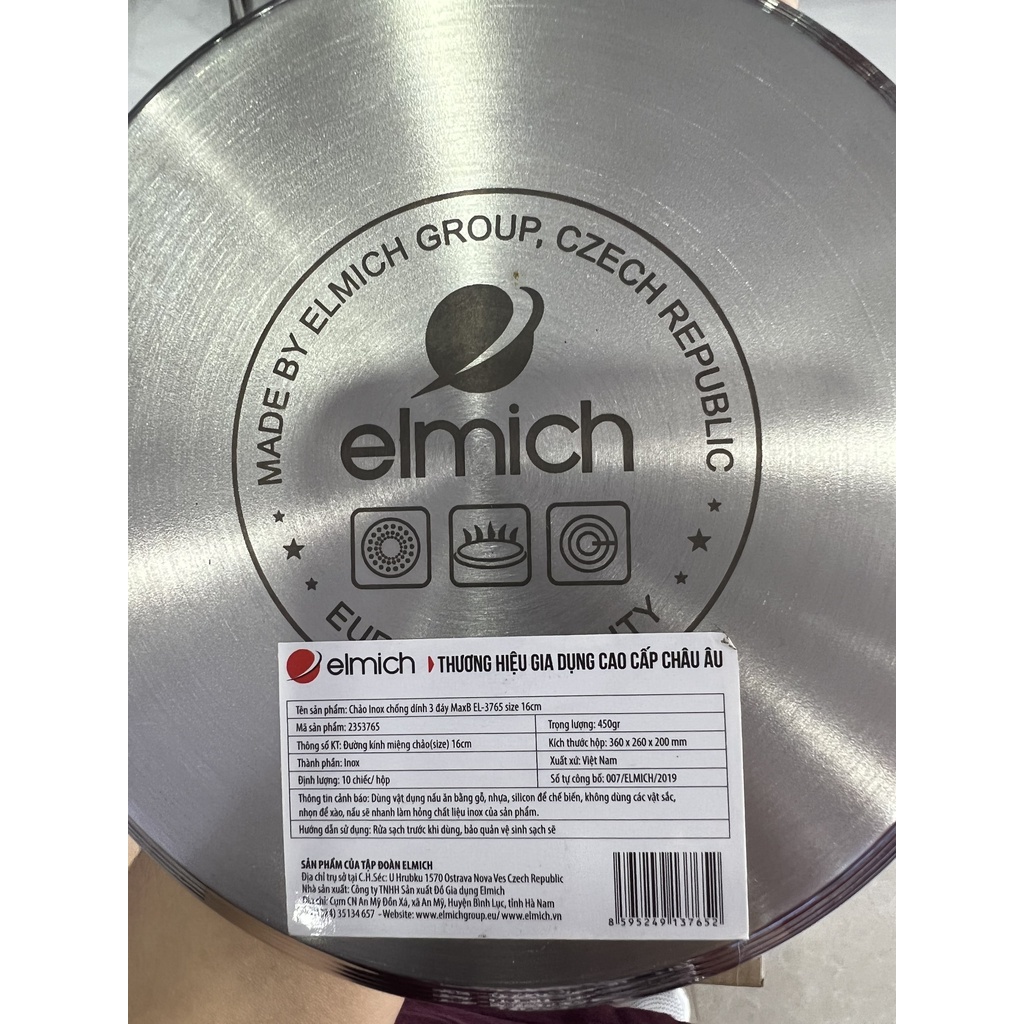 MADE BY ELMICH GROUP, CZECH REPUBLIC
elmich
elmich THƯƠNG HIỆU GIA DỤNG CAO CẤP CHÂU ÂU
Tên sản phẩm: Chảo Inox chống dính 3 đáy MaxB EL-3765 size 16cm
Mã sản phẩm: 2353765
Trọng lượng: 450gr
Thông số KT: Đường kính miệng chảo(size) 16cm
Kích thước hộp: 360 x 260 x 200 mm
Thành phần: Inox
Xuất xứ: Việt Nam
Định lượng: 10 chiếc/ hộp
Số tự công bố: 007/ELMICH/2019
Thông tin cảnh báo: Dùng vật dụng nấu ăn bằng gỗ, nhựa, silicon để chế biến, không dùng các vật sắc,
nhọn để xào, nấu sẽ nhanh làm hỏng chất liệu inox của sản phẩm.
Hướng dẫn sử dụng: Rửa sạch trước khi dùng, bảo quản vệ sinh sạch sẽ
SẢN PHẨM CỦA TẬP ĐOÀN ELMICH
Địa chỉ trụ sở tại C.H.Séc: U Hrubku 1570 Ostrava Nova Ves Czech Republic
Nhà sản xuất: Công ty TNHH Sản xuất Đồ Gia dụng Elmich
Địa chỉ: Cụm CN An Mỹ Đồn Xá, xã An Mỹ, Huyện Bình Lục, tỉnh Hà Nam
35134 657 - Website: www.elmichgroup.eu/ www.elmich.vn
8 595249 137652